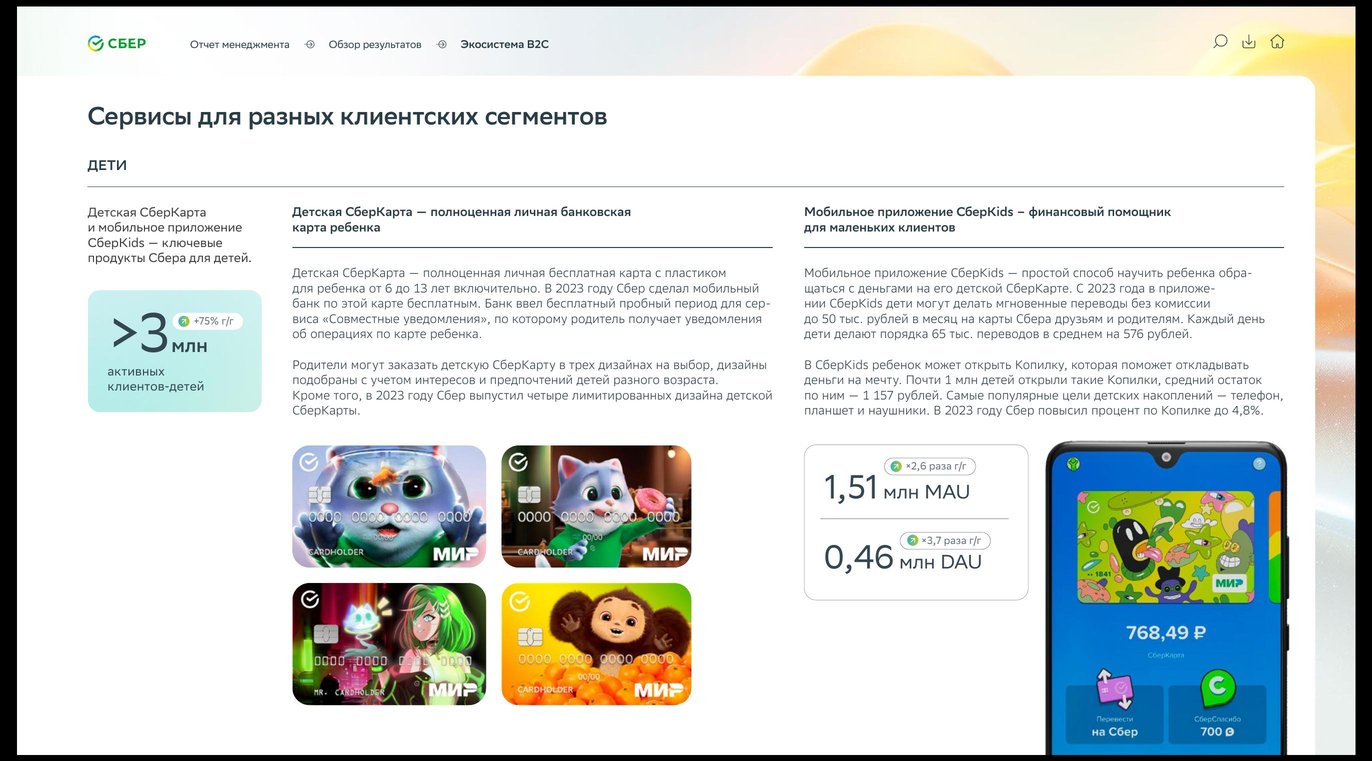 СБЕР
Отчет менеджмента
Обзор результатов
Экосистема B2C
Сервисы для разных клиентских сегментов
ДЕТИ
Детская СберКарта
и мобильное приложение
СберKids — ключевые
продукты Сбера для детей.
>3 млн
+75% г/г
активных
клиентов-детей
Детская СберКарта — полноценная личная банковская
карта ребенка
Детская СберКарта — полноценная личная бесплатная карта с пластиком
для ребенка от 6 до 13 лет включительно. В 2023 году Сбер сделал мобильный
банк по этой карте бесплатным. Банк ввел бесплатный пробный период для сер-
виса «Совместные уведомления», по которому родитель получает уведомления
об операциях по карте ребенка.
Родители могут заказать детскую СберКарту в трех дизайнах на выбор, дизайны
подобраны с учетом интересов и предпочтений детей разного возраста.
Кроме того, в 2023 году Сбер выпустил четыре лимитированных дизайна детской
СберКарты.
0000 0000 0000 0000
00/00
CARDHOLDER
МИР
0000 0000 0000 0000
00/00
CARDHOLDER
МИР
0000 0000 0000 0000
MR. CARDHOLDER
МИР
0000 0000 0000 0000
00/00
CARDHOLDER
МИР
Мобильное приложение СберKids – финансовый помощник
для маленьких клиентов
Мобильное приложение СберKids — простой способ научить ребенка обра-
щаться с деньгами на его детской СберКарте. С 2023 года в приложе-
нии СберKids дети могут делать мгновенные переводы без комиссии
до 50 тыс. рублей в месяц на карты Сбера друзьям и родителям. Каждый день
дети делают порядка 65 тыс. переводов в среднем на 576 рублей.
В СберKids ребенок может открыть Копилку, которая поможет откладывать
деньги на мечту. Почти 1 млн детей открыли такие Копилки, средний остаток
по ним — 1 157 рублей. Самые популярные цели детских накоплений — телефон,
планшет и наушники. В 2023 году Сбер повысил процент по Копилке до 4,8%.
×2,6 раза г/г
1,51 млн MAU
×3,7 раза г/г
0,46 млн DAU
?
•• 1841
МИР
768,49 ₽
СберКарта
Перевести
на Сбер
СберСпасибо
700